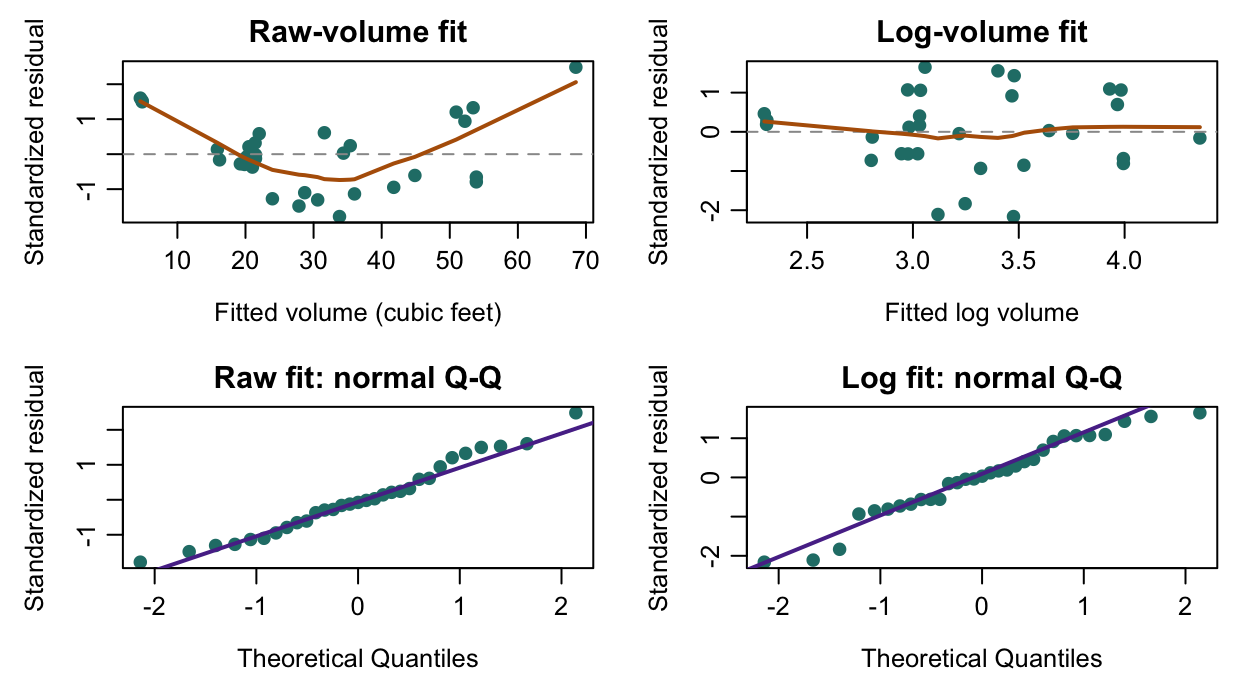 Raw-volume fit
Standardized residual
1
-1
10 20 30 40 50 60 70
Fitted volume (cubic feet)
Log-volume fit
Standardized residual
1
0
-2
2.5 3.0 3.5 4.0
Fitted log volume
Raw fit: normal Q-Q
Standardized residual
1
-1
-2 -1 0 1 2
Theoretical Quantiles
Log fit: normal Q-Q
Standardized residual
1
0
-2
-2 -1 0 1 2
Theoretical Quantiles